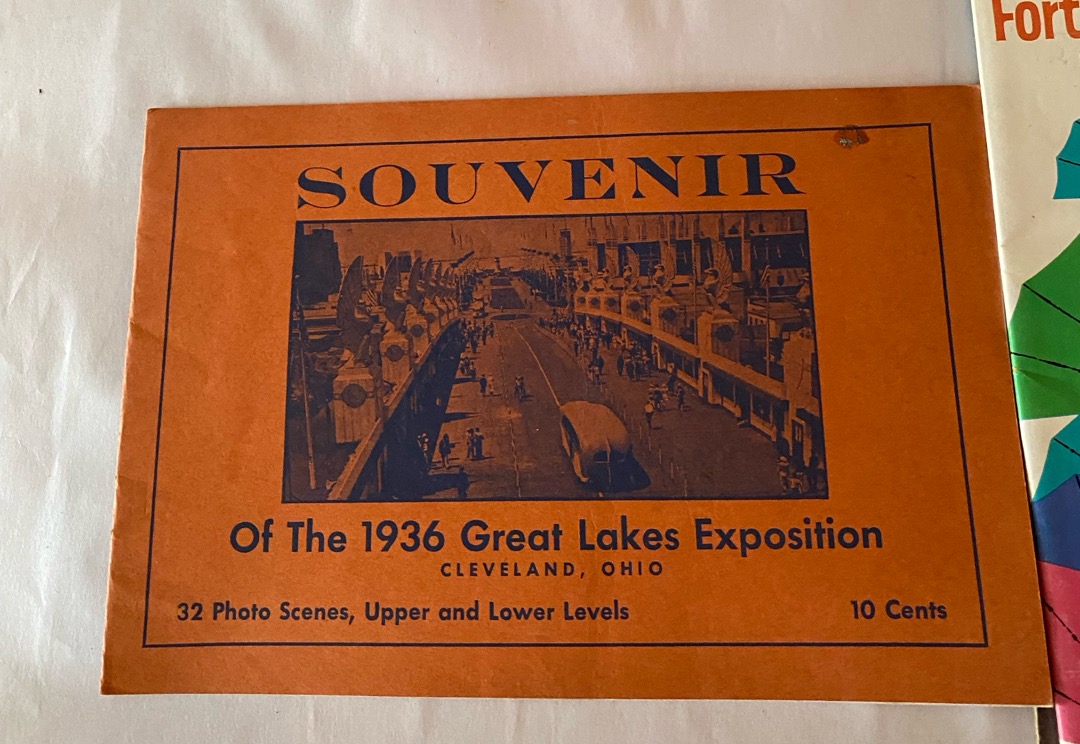 SOUVENIR
Of The 1936 Great Lakes Exposition
CLEVELAND, OHIO
32 Photo Scenes, Upper and Lower Levels
10 Cents
Fort